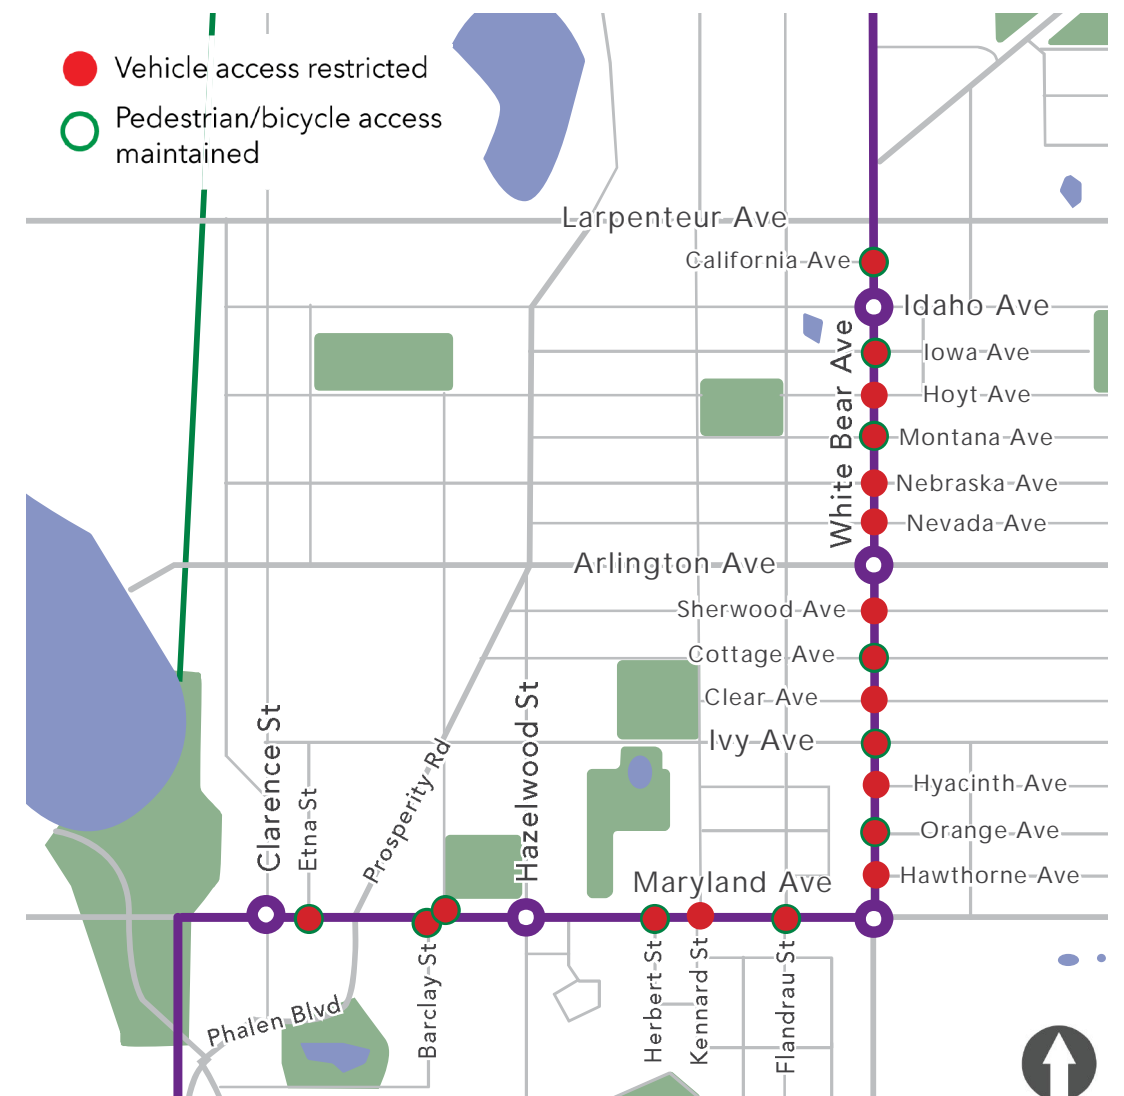 Vehicle access restricted
Pedestrian/bicycle access
maintained
Larpenteur Ave
California Ave
Idaho Ave
Iowa Ave
Hoyt Ave
Montana Ave
White Bear Ave
Nebraska Ave
Nevada Ave
Arlington Ave
Sherwood Ave
Cottage Ave
Clear Ave
Ivy Ave
Hyacinth Ave
Orange Ave
Hawthorne Ave
Clarence St
Etna St
Prosperity Rd
Hazelwood St
Maryland Ave
Phalen Blvd
Barclay St
Herbert St
Kennard St
Flandrau St